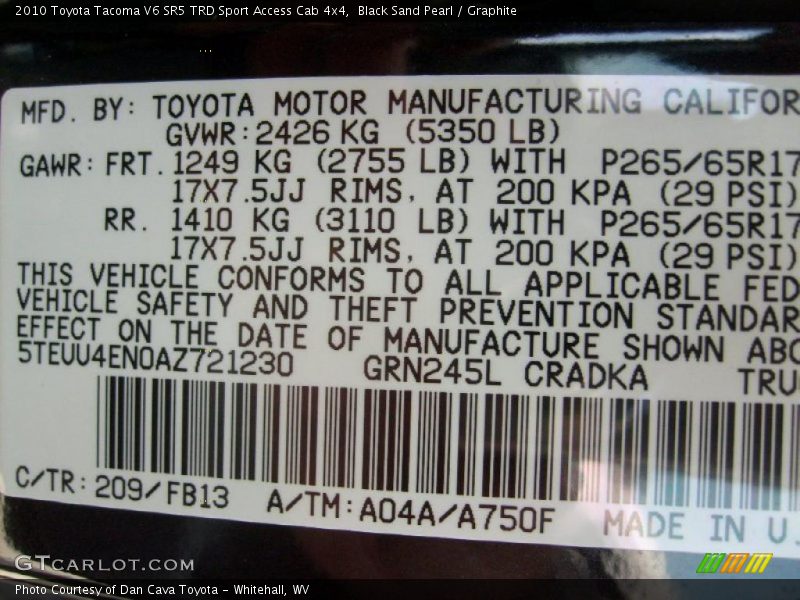 2010 Toyota Tacoma V6 SR5 TRD Sport Access Cab 4x4,  Black Sand Pearl / Graphite
MFD. BY: TOYOTA MOTOR MANUFACTURING CALIFOR
GVWR: 2426 KG (5350 LB)
GAWR: FRT. 1249 KG (2755 LB) WITH P265/65R17
17X7.5JJ RIMS, AT 200 KPA (29 PSI)
RR. 1410 KG (3110 LB) WITH P265/65R17
17X7.5JJ RIMS, AT 200 KPA (29 PSI)
THIS VEHICLE CONFORMS TO ALL APPLICABLE FED
VEHICLE SAFETY AND THEFT PREVENTION STANDAR
EFFECT ON THE DATE OF MANUFACTURE SHOWN ABO
5TEUU4EN0AZ721230 GRN245L CRADKA TRU
C/TR: 209/FB13 A/TM: A04A/A750F MADE IN U.
GTCARLOT.COM
Photo Courtesy of Dan Cava Toyota - Whitehall, WV